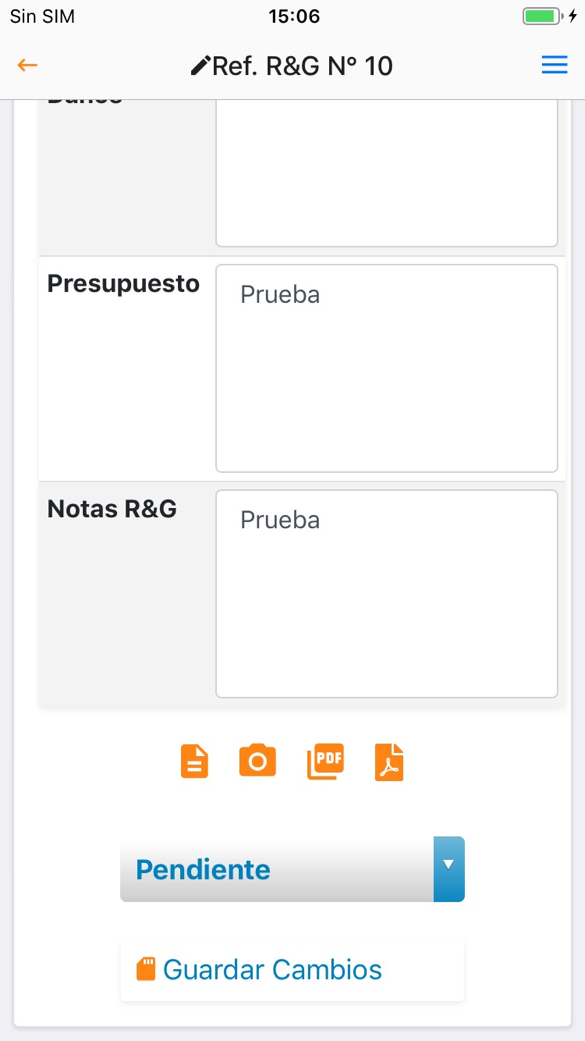 Sin SIM
15:06
Ref. R&G Nº 10
Presupuesto
Prueba
Notas R&G
Prueba
PDF
Pendiente
Guardar Cambios